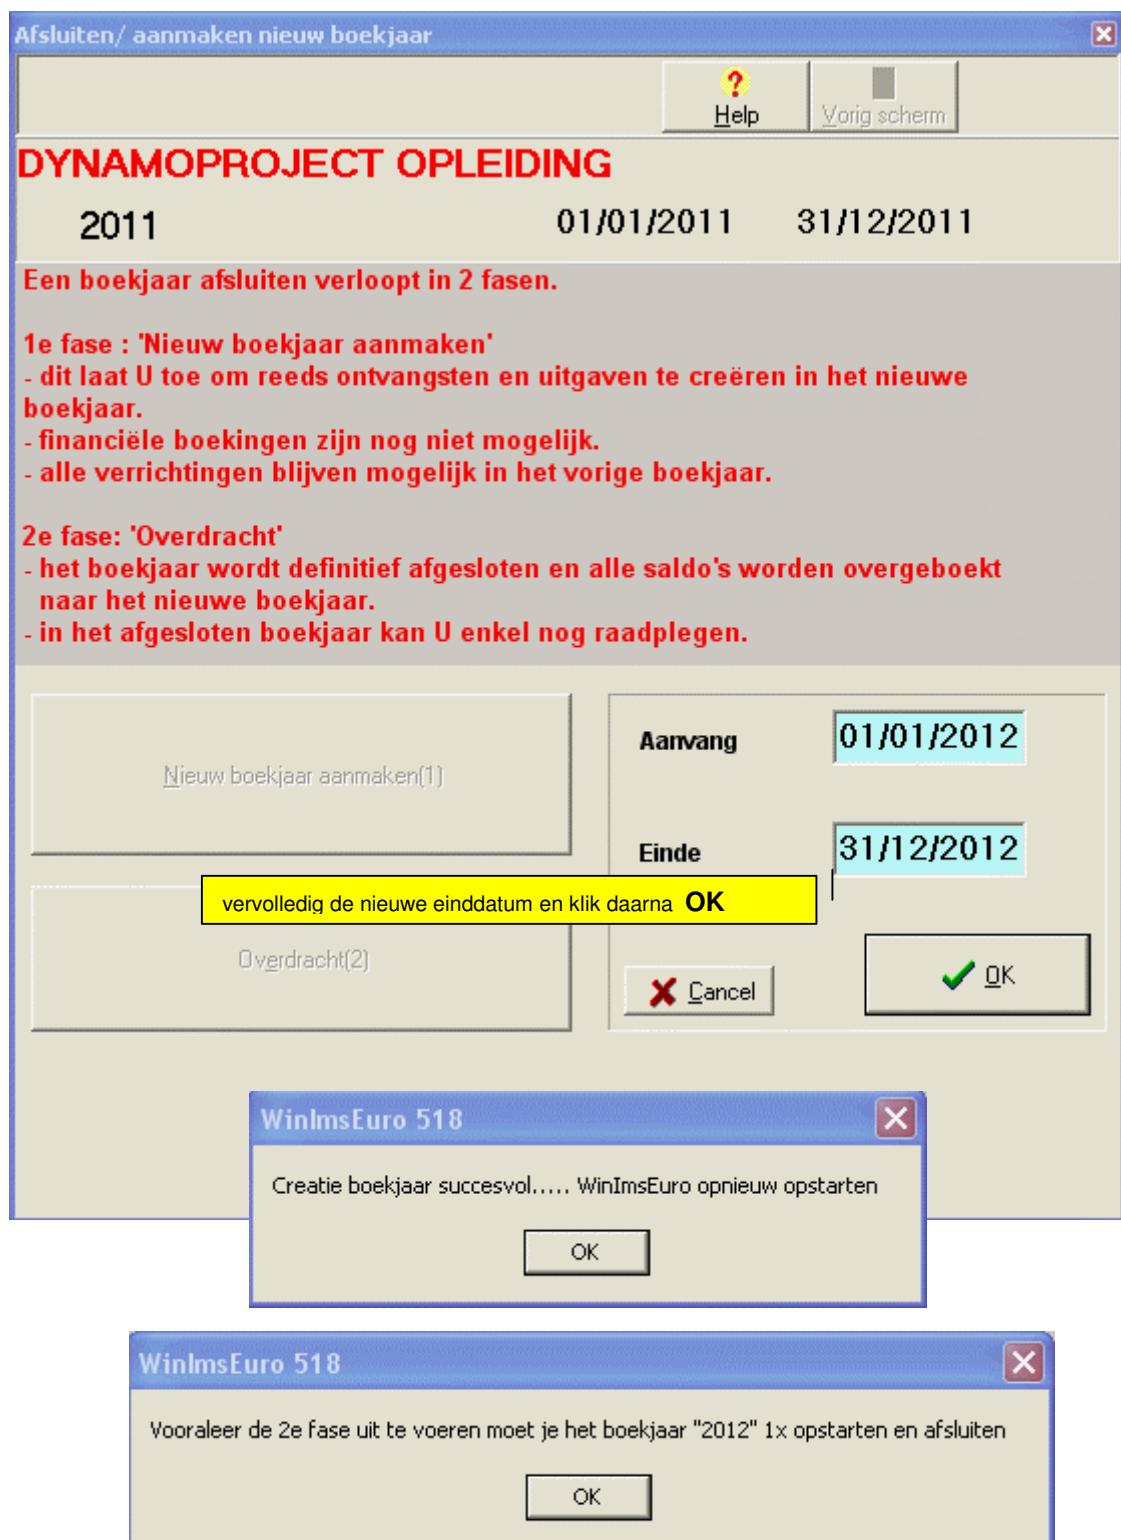 Afsluiten/ aanmaken nieuw boekjaar
Help
Vorig scherm
DYNAMOPROJECT OPLEIDING
2011 01/01/2011 31/12/2011
Een boekjaar afsluiten verloopt in 2 fasen.
1e fase : 'Nieuw boekjaar aanmaken'
- dit laat U toe om reeds ontvangsten en uitgaven te creëren in het nieuwe
boekjaar.
- financiële boekingen zijn nog niet mogelijk.
- alle verrichtingen blijven mogelijk in het vorige boekjaar.
2e fase: 'Overdracht'
- het boekjaar wordt definitief afgesloten en alle saldo's worden overgeboekt
naar het nieuwe boekjaar.
- in het afgesloten boekjaar kan U enkel nog raadplegen.
Nieuw boekjaar aanmaken(1)
Aanvang 01/01/2012
Einde 31/12/2012
vervolledig de nieuwe einddatum en klik daarna OK
Overdracht(2)
Cancel
OK
WinImsEuro 518
Creatie boekjaar succesvol..... WinImsEuro opnieuw opstarten
OK
WinImsEuro 518
Vooraleer de 2e fase uit te voeren moet je het boekjaar "2012" 1x opstarten en afsluiten
OK